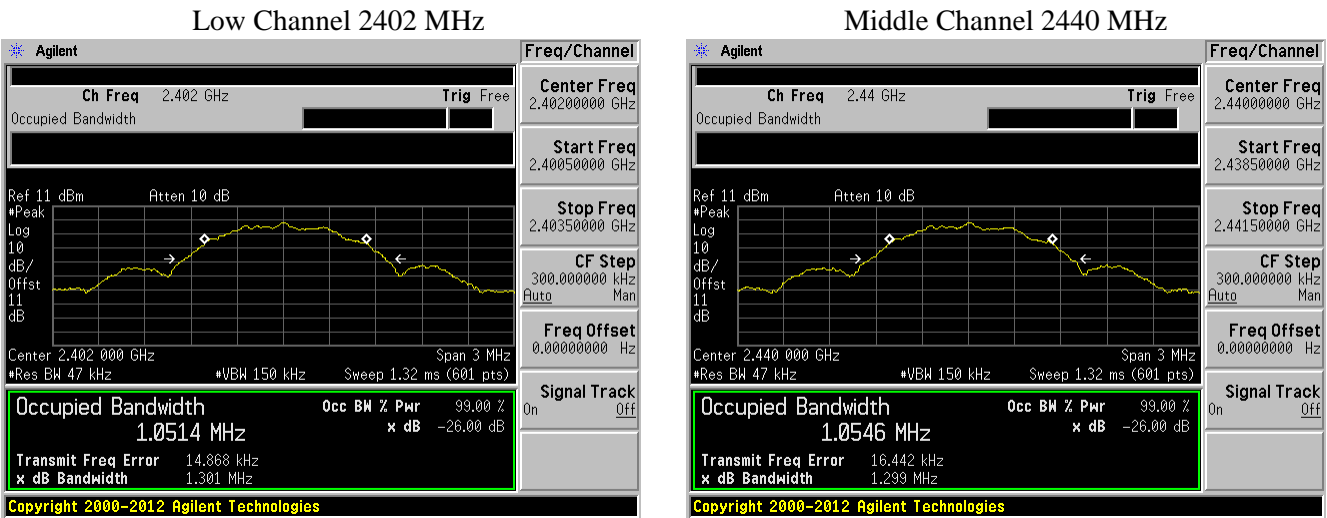 Low Channel 2402 MHz
Agilent
Freq/Channel
Ch Freq 2.402 GHz Trig Free
Occupied Bandwidth
Center Freq
2.40200000 GHz
Start Freq
2.40050000 GHz
Stop Freq
2.40350000 GHz
CF Step
300.000000 kHz
Auto Man
Freq Offset
0.00000000 Hz
Signal Track
On Off
Ref 11 dBm Atten 10 dB
#Peak
Log
10
dB/
Offst
11
dB
Center 2.402 000 GHz Span 3 MHz
#Res BW 47 kHz #VBW 150 kHz Sweep 1.32 ms (601 pts)
Occupied Bandwidth Occ BW % Pwr 99.00 %
1.0514 MHz x dB -26.00 dB
Transmit Freq Error 14.868 kHz
x dB Bandwidth 1.301 MHz
Copyright 2000-2012 Agilent Technologies
Middle Channel 2440 MHz
Agilent
Freq/Channel
Ch Freq 2.44 GHz Trig Free
Occupied Bandwidth
Center Freq
2.44000000 GHz
Start Freq
2.43850000 GHz
Stop Freq
2.44150000 GHz
CF Step
300.000000 kHz
Auto Man
Freq Offset
0.00000000 Hz
Signal Track
On Off
Ref 11 dBm Atten 10 dB
#Peak
Log
10
dB/
Offst
11
dB
Center 2.440 000 GHz Span 3 MHz
#Res BW 47 kHz #VBW 150 kHz Sweep 1.32 ms (601 pts)
Occupied Bandwidth Occ BW % Pwr 99.00 %
1.0546 MHz x dB -26.00 dB
Transmit Freq Error 16.442 kHz
x dB Bandwidth 1.299 MHz
Copyright 2000-2012 Agilent Technologies